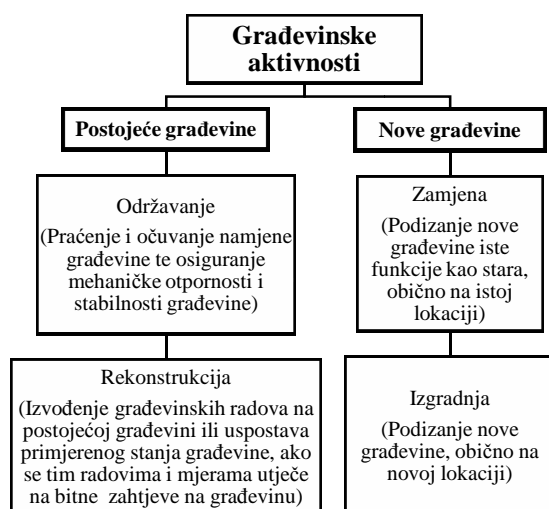 Građevinske
aktivnosti
Postojeće građevine
Nove građevine
Održavanje
(Praćenje i očuvanje namjene
građevine te osiguranje
mehaničke otpornosti i
stabilnosti građevine)
Zamjena
(Podizanje nove
građevine iste
funkcije kao stara,
obično na istoj
lokaciji)
Rekonstrukcija
(Izvođenje građevinskih radova na
postojećoj građevini ili uspostava
primjerenog stanja građevine, ako
se tim radovima i mjerama utječe
na bitne zahtjeve na građevinu)
Izgradnja
(Podizanje nove
građevine, obično na
novoj lokaciji)